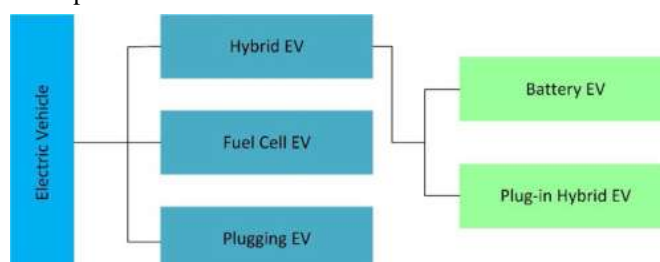 Electric Vehicle
Hybrid EV
Fuel Cell EV
Plugging EV
Battery EV
Plug-in Hybrid EV